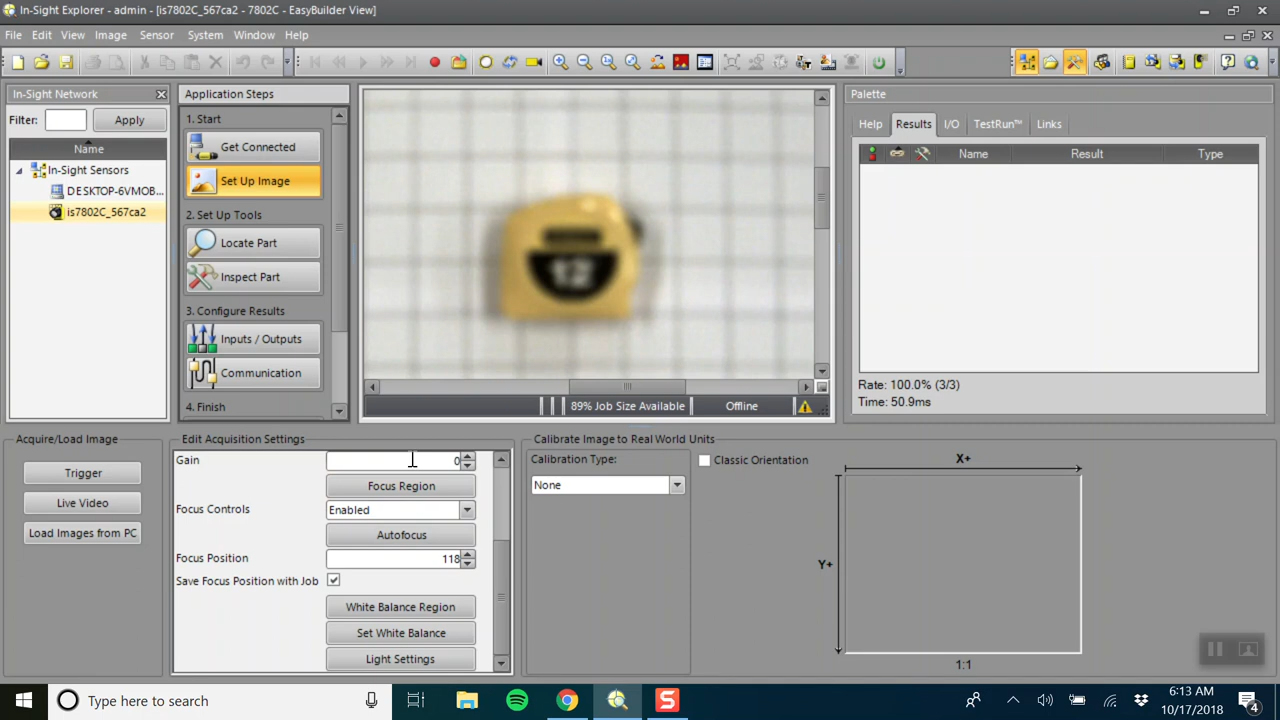 In-Sight Explorer - admin - [is7802C_567ca2 - 7802C - EasyBuilder View]
File Edit View Image Sensor System Window Help
In-Sight Network
Filter: Apply
Name
In-Sight Sensors
DESKTOP-6VMOB...
is7802C_567ca2
Application Steps
1. Start
Get Connected
Set Up Image
2. Set Up Tools
Locate Part
Inspect Part
3. Configure Results
Inputs / Outputs
Communication
4. Finish
12
89% Job Size Available Offline
Palette
Help Results I/O TestRun™ Links
Name Result Type
Rate: 100.0% (3/3)
Time: 50.9ms
Acquire/Load Image
Trigger
Live Video
Load Images from PC
Edit Acquisition Settings
Gain 0
Focus Region
Focus Controls Enabled
Autofocus
Focus Position 118
Save Focus Position with Job
White Balance Region
Set White Balance
Light Settings
Calibrate Image to Real World Units
Calibration Type:
None
Classic Orientation
X+
Y+
1:1
Type here to search
6:13 AM
10/17/2018
4